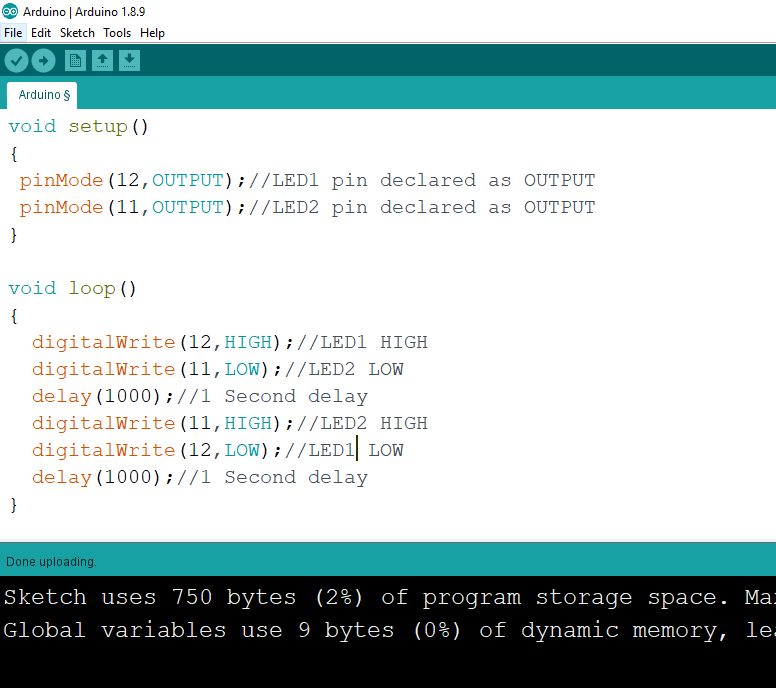 Arduino | Arduino 1.8.9
File Edit Sketch Tools Help
Arduino §
void setup()
{
pinMode(12,OUTPUT);//LED1 pin declared as OUTPUT
pinMode(11,OUTPUT);//LED2 pin declared as OUTPUT
}
void loop()
{
digitalWrite(12,HIGH);//LED1 HIGH
digitalWrite(11,LOW);//LED2 LOW
delay(1000);//1 Second delay
digitalWrite(11,HIGH);//LED2 HIGH
digitalWrite(12,LOW);//LED1 LOW
delay(1000);//1 Second delay
}
Done uploading.
Sketch uses 750 bytes (2%) of program storage space.
Global variables use 9 bytes (0%) of dynamic memory,